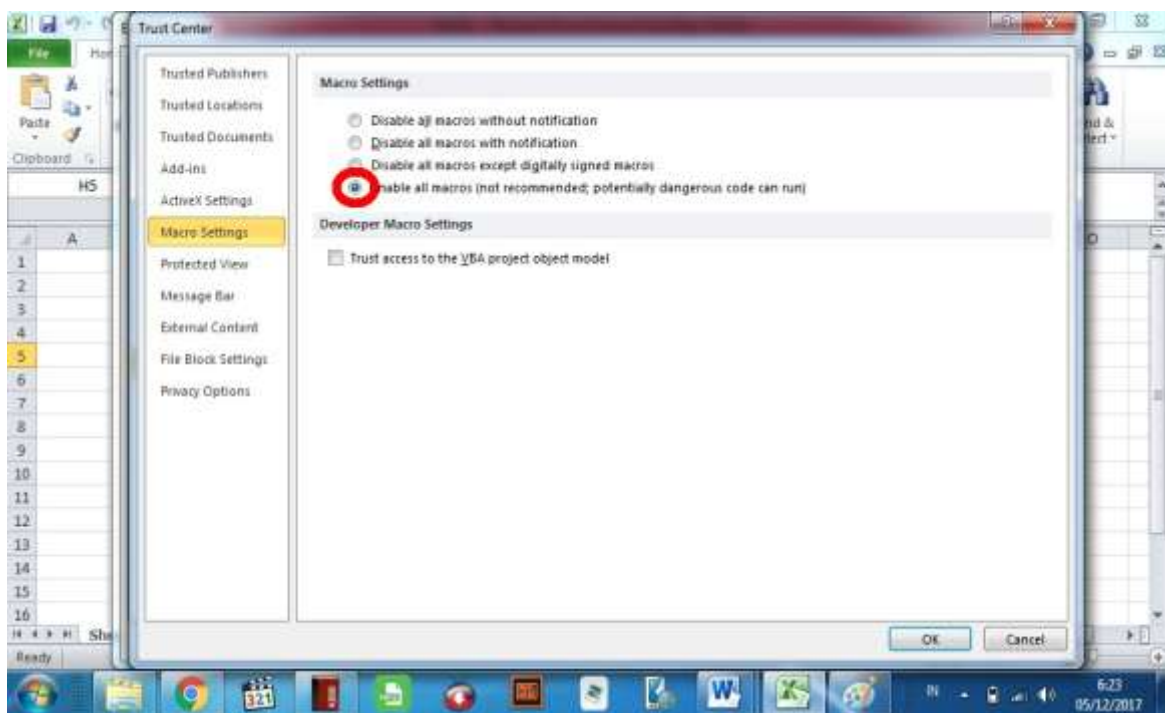 Trust Center
File
Paste
Clipboard
H5
A
1
2
3
4
5
6
7
8
9
10
11
12
13
14
15
16
Ready
Trusted Publishers
Trusted Locations
Trusted Documents
Add-ins
ActiveX Settings
Macro Settings
Protected View
Message Bar
External Content
File Block Settings
Privacy Options
Macro Settings
Disable all macros without notification
Disable all macros with notification
Disable all macros except digitally signed macros
nable all macros (not recommended; potentially dangerous code can run)
Developer Macro Settings
Trust access to the VBA project object model
OK
Cancel
321
W
IN
6:23
05/12/2017